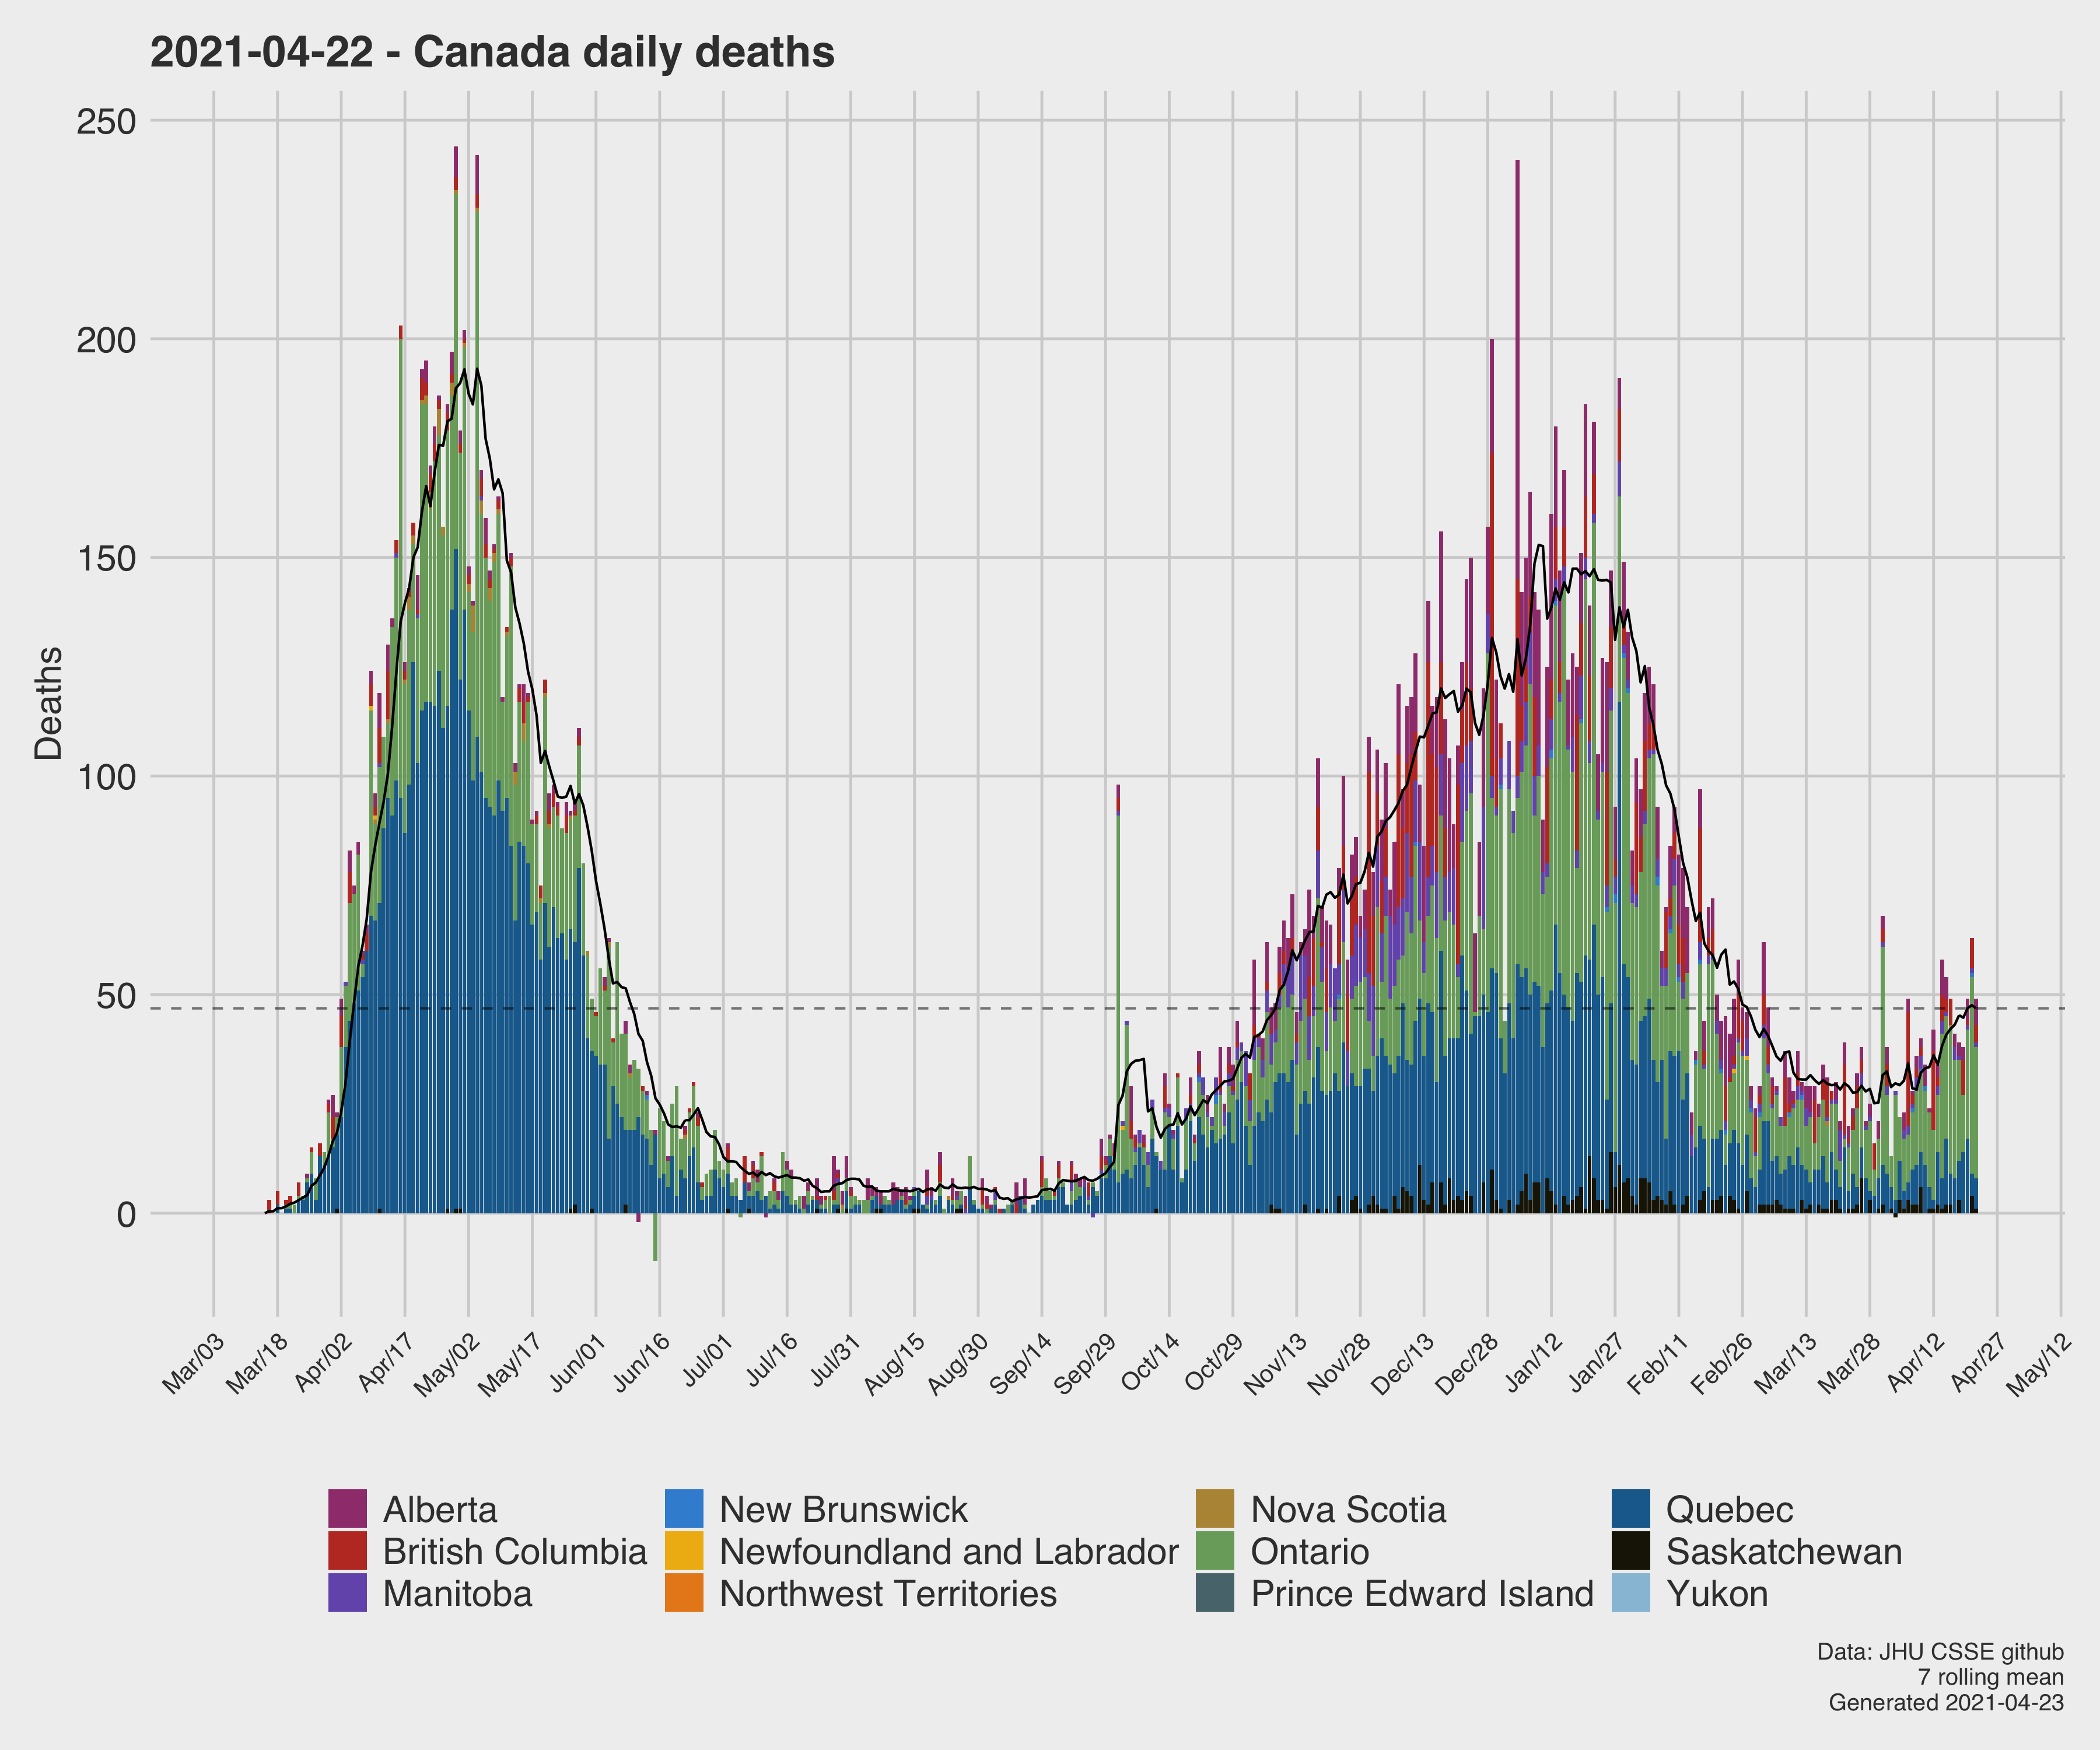 2021-04-22 - Canada daily deaths
250
200
150
100
50
0
Deaths
Mar/03 Mar/18 Apr/02 Apr/17 May/02 May/17 Jun/01 Jun/16 Jul/01 Jul/16 Jul/31 Aug/15 Aug/30 Sep/14 Sep/29 Oct/14 Oct/29 Nov/13 Nov/28 Dec/13 Dec/28 Jan/12 Jan/27 Feb/11 Feb/26 Mar/13 Mar/28 Apr/12 Apr/27 May/12
Alberta New Brunswick Nova Scotia Quebec
British Columbia Newfoundland and Labrador Ontario Saskatchewan
Manitoba Northwest Territories Prince Edward Island Yukon
Data: JHU CSSE github
7 rolling mean
Generated 2021-04-23